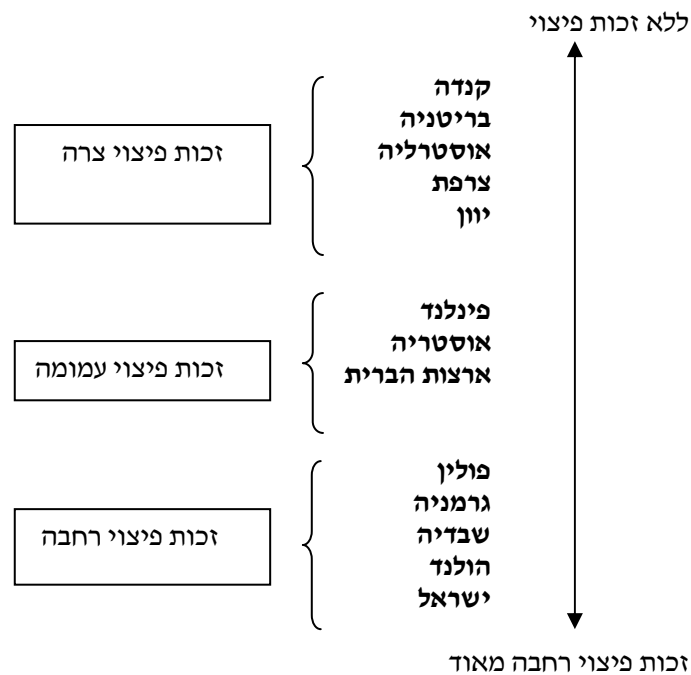 ללא זכות פיצוי
קנדה
בריטניה
אוסטרליה
צרפת
יוון
זכות פיצוי צרה
פינלנד
אוסטריה
ארצות הברית
זכות פיצוי עמומה
פולין
גרמניה
שבדיה
הולנד
ישראל
זכות פיצוי רחבה
זכות פיצוי רחבה מאוד